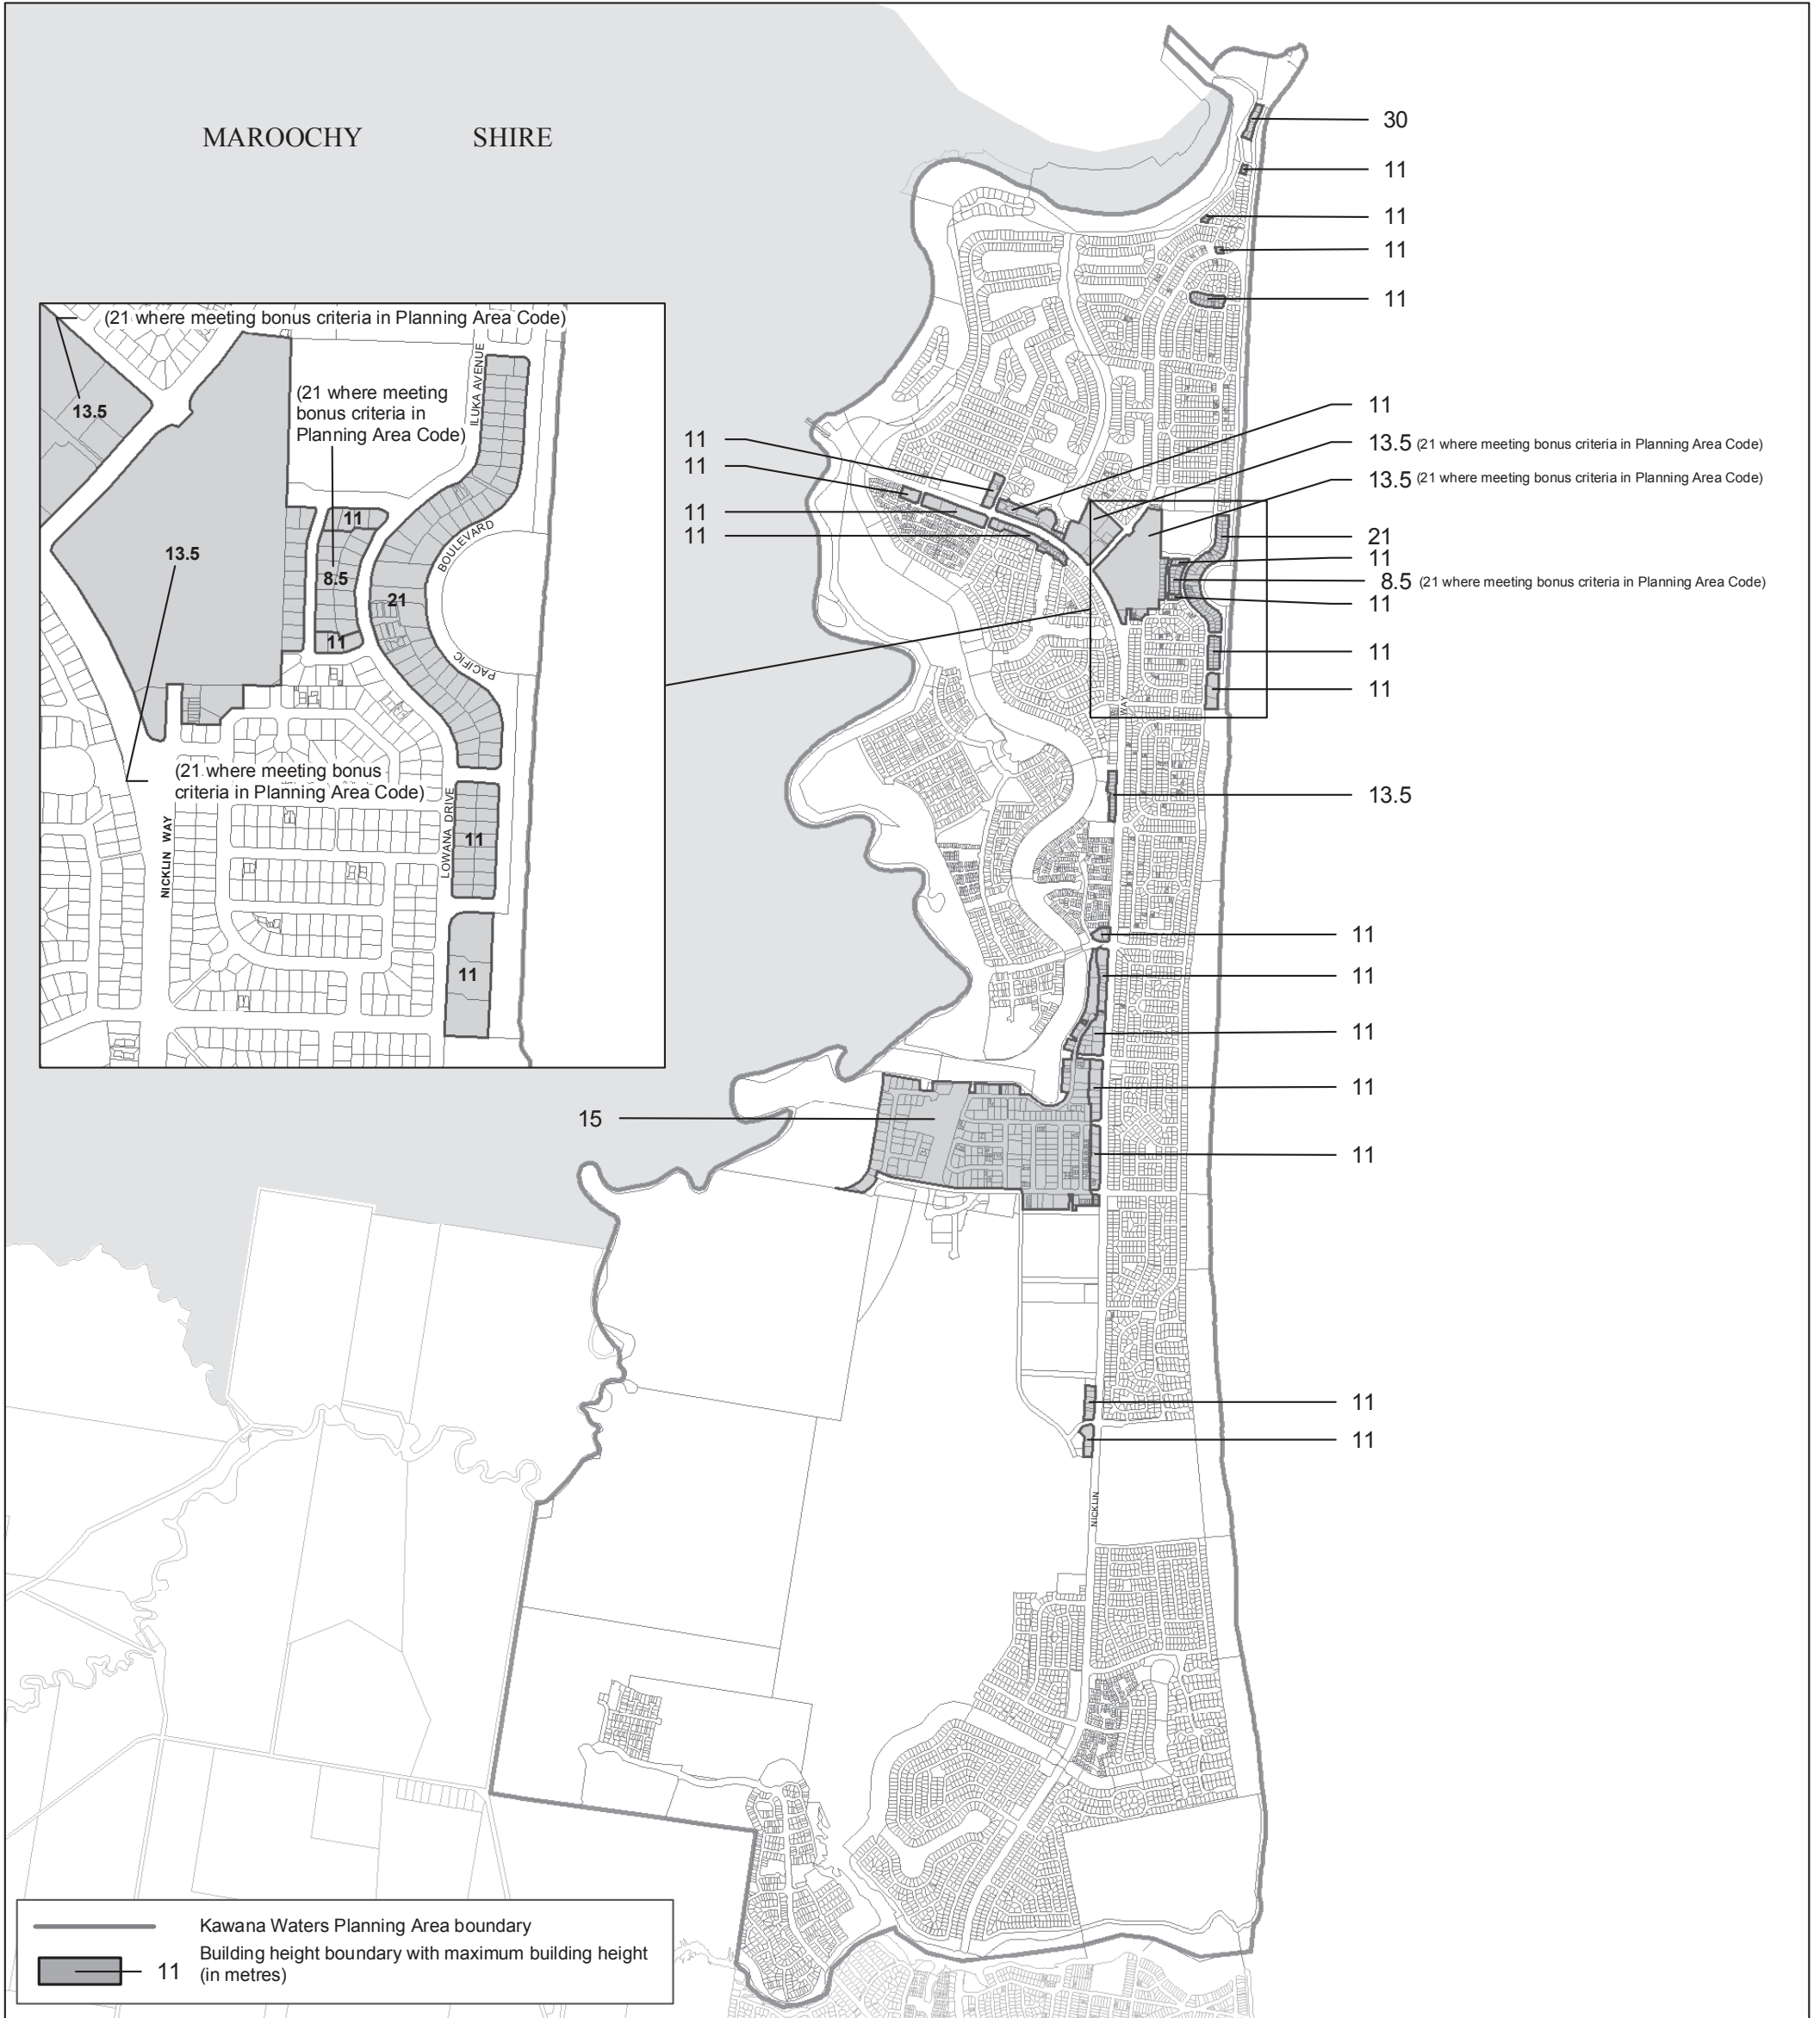 MAROOCHY SHIRE
30
11
11
11
11
11
13.5 (21 where meeting bonus criteria in Planning Area Code)
13.5 (21 where meeting bonus criteria in Planning Area Code)
21
11
8.5 (21 where meeting bonus criteria in Planning Area Code)
11
11
11
13.5
11
11
11
11
11
11
11
11
11
11
11
15
WAY
NICKLIN
(21 where meeting bonus criteria in Planning Area Code)
13.5
(21 where meeting
bonus criteria in
Planning Area Code)
ILUKA AVENUE
11
13.5
8.5
21
11
BOULEVARD
PACIFIC
(21 where meeting bonus
criteria in Planning Area Code)
NICKLIN WAY
LOWANA DRIVE
11
11
Kawana Waters Planning Area boundary
11
Building height boundary with maximum building height
(in metres)